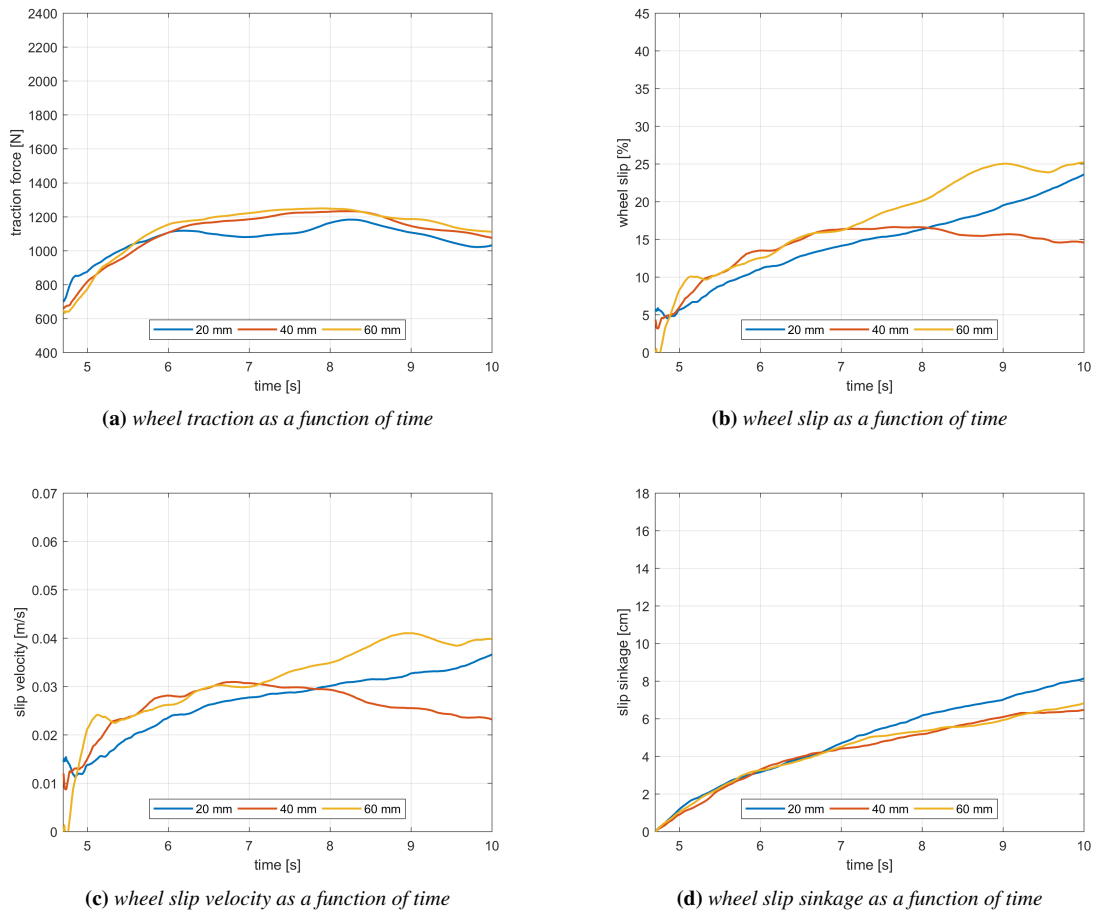 2400
2200
2000
1800
1600
1400
1200
1000
800
600
400
traction force [N]
20 mm 40 mm 60 mm
5 6 7 8 9 10
time [s]
(a) wheel traction as a function of time
45
40
35
30
25
20
15
10
5
0
wheel slip [%]
20 mm 40 mm 60 mm
5 6 7 8 9 10
time [s]
(b) wheel slip as a function of time
0.07
0.06
0.05
0.04
0.03
0.02
0.01
0
slip velocity [m/s]
20 mm 40 mm 60 mm
5 6 7 8 9 10
time [s]
(c) wheel slip velocity as a function of time
18
16
14
12
10
8
6
4
2
0
slip sinkage [cm]
20 mm 40 mm 60 mm
5 6 7 8 9 10
time [s]
(d) wheel slip sinkage as a function of time